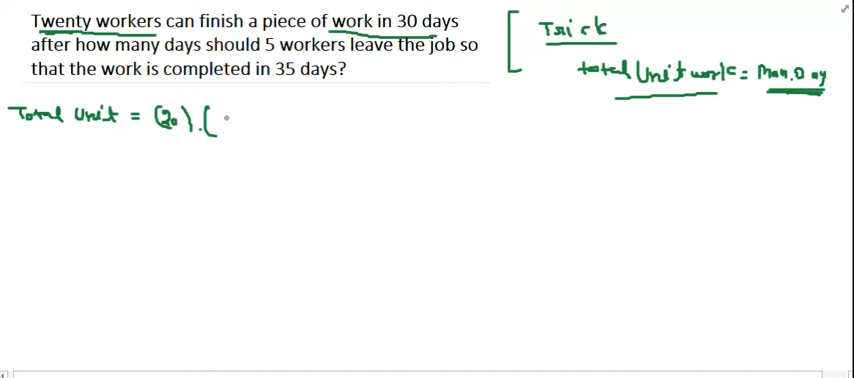 Twenty workers can finish a piece of work in 30 days
after how many days should 5 workers leave the job so
that the work is completed in 35 days?
Trick
total Unit work = Man.Day
Total Unit = (20).(